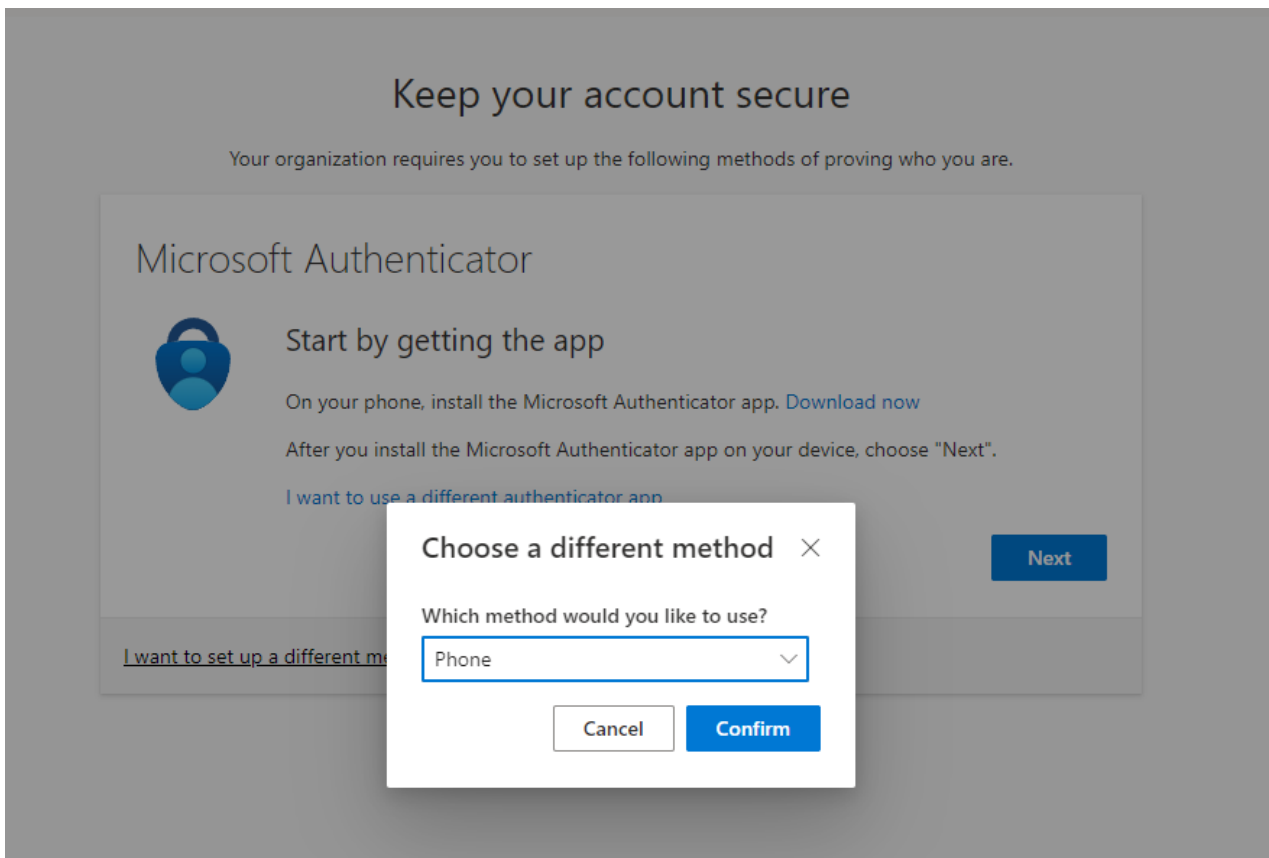 Keep your account secure
Your organization requires you to set up the following methods of proving who you are.
Microsoft Authenticator
Start by getting the app
On your phone, install the Microsoft Authenticator app. Download now
After you install the Microsoft Authenticator app on your device, choose "Next".
I want to use a different authenticator app
Choose a different method
Next
Which method would you like to use?
I want to set up a different
Phone
Cancel
Confirm